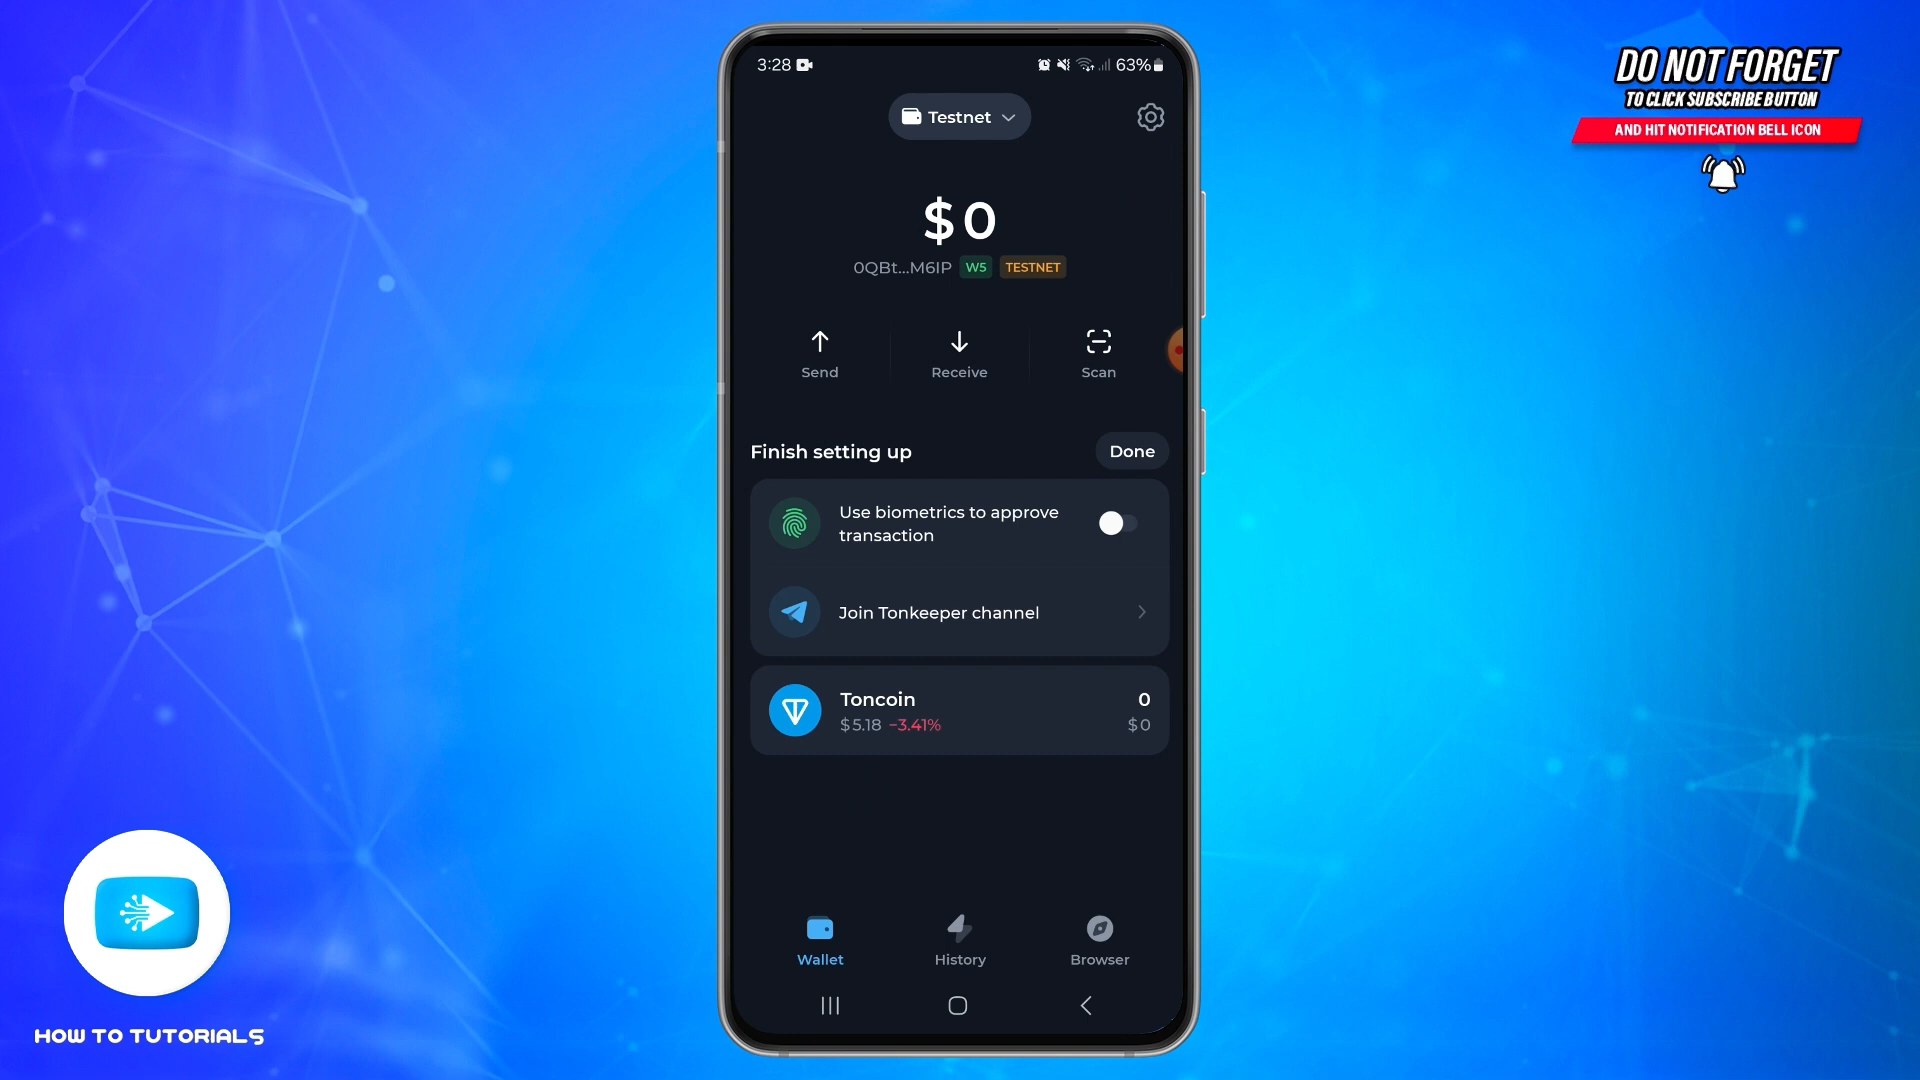 DO NOT FORGET
TO CLICK SUBSCRIBE BUTTON
AND HIT NOTIFICATION BELL ICON
3:28
63%
Testnet
$0
0QBt...M6IP W5 TESTNET
Send Receive Scan
Finish setting up Done
Use biometrics to approve
transaction
Join Tonkeeper channel
Toncoin 0
$5.18 −3.41% $0
Wallet History Browser
HOW TO TUTORIALS